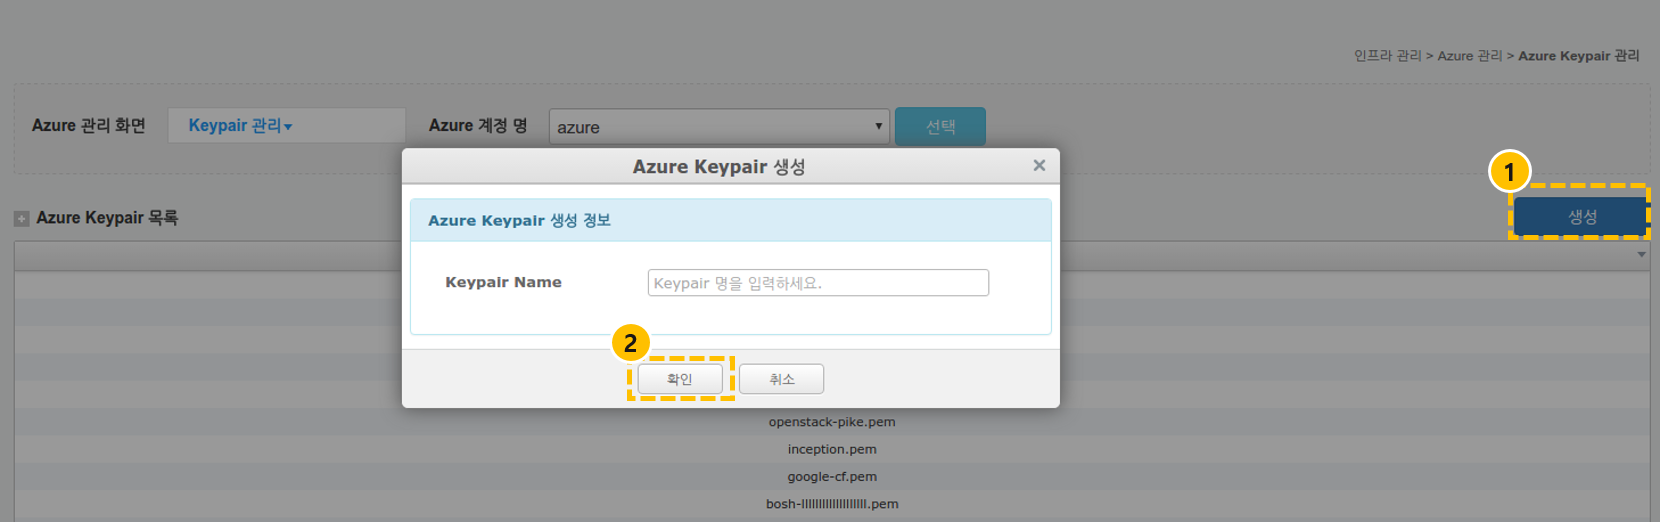 인프라 관리 > Azure 관리 > Azure Keypair 관리
Azure 관리 화면 Keypair 관리 Azure 계정 명 azure 선택
Azure Keypair 생성
1
Azure Keypair 목록
생성
Azure Keypair 생성 정보
Keypair Name Keypair 명을 입력하세요.
2
확인 취소
openstack-pike.pem
inception.pem
google-cf.pem